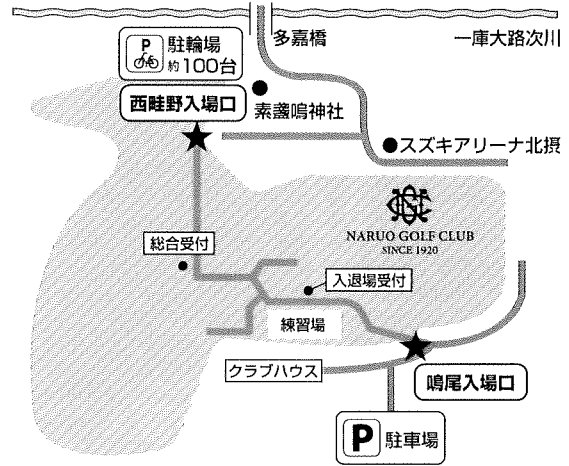 多嘉橋
一庫大路次川
P
駐輪場
約100台
西畦野入場口
素盞嗚神社
スズキアリーナ北摂
NARUO GOLF CLUB
SINCE 1920
総合受付
入退場受付
練習場
クラブハウス
鳴尾入場口
P 駐車場